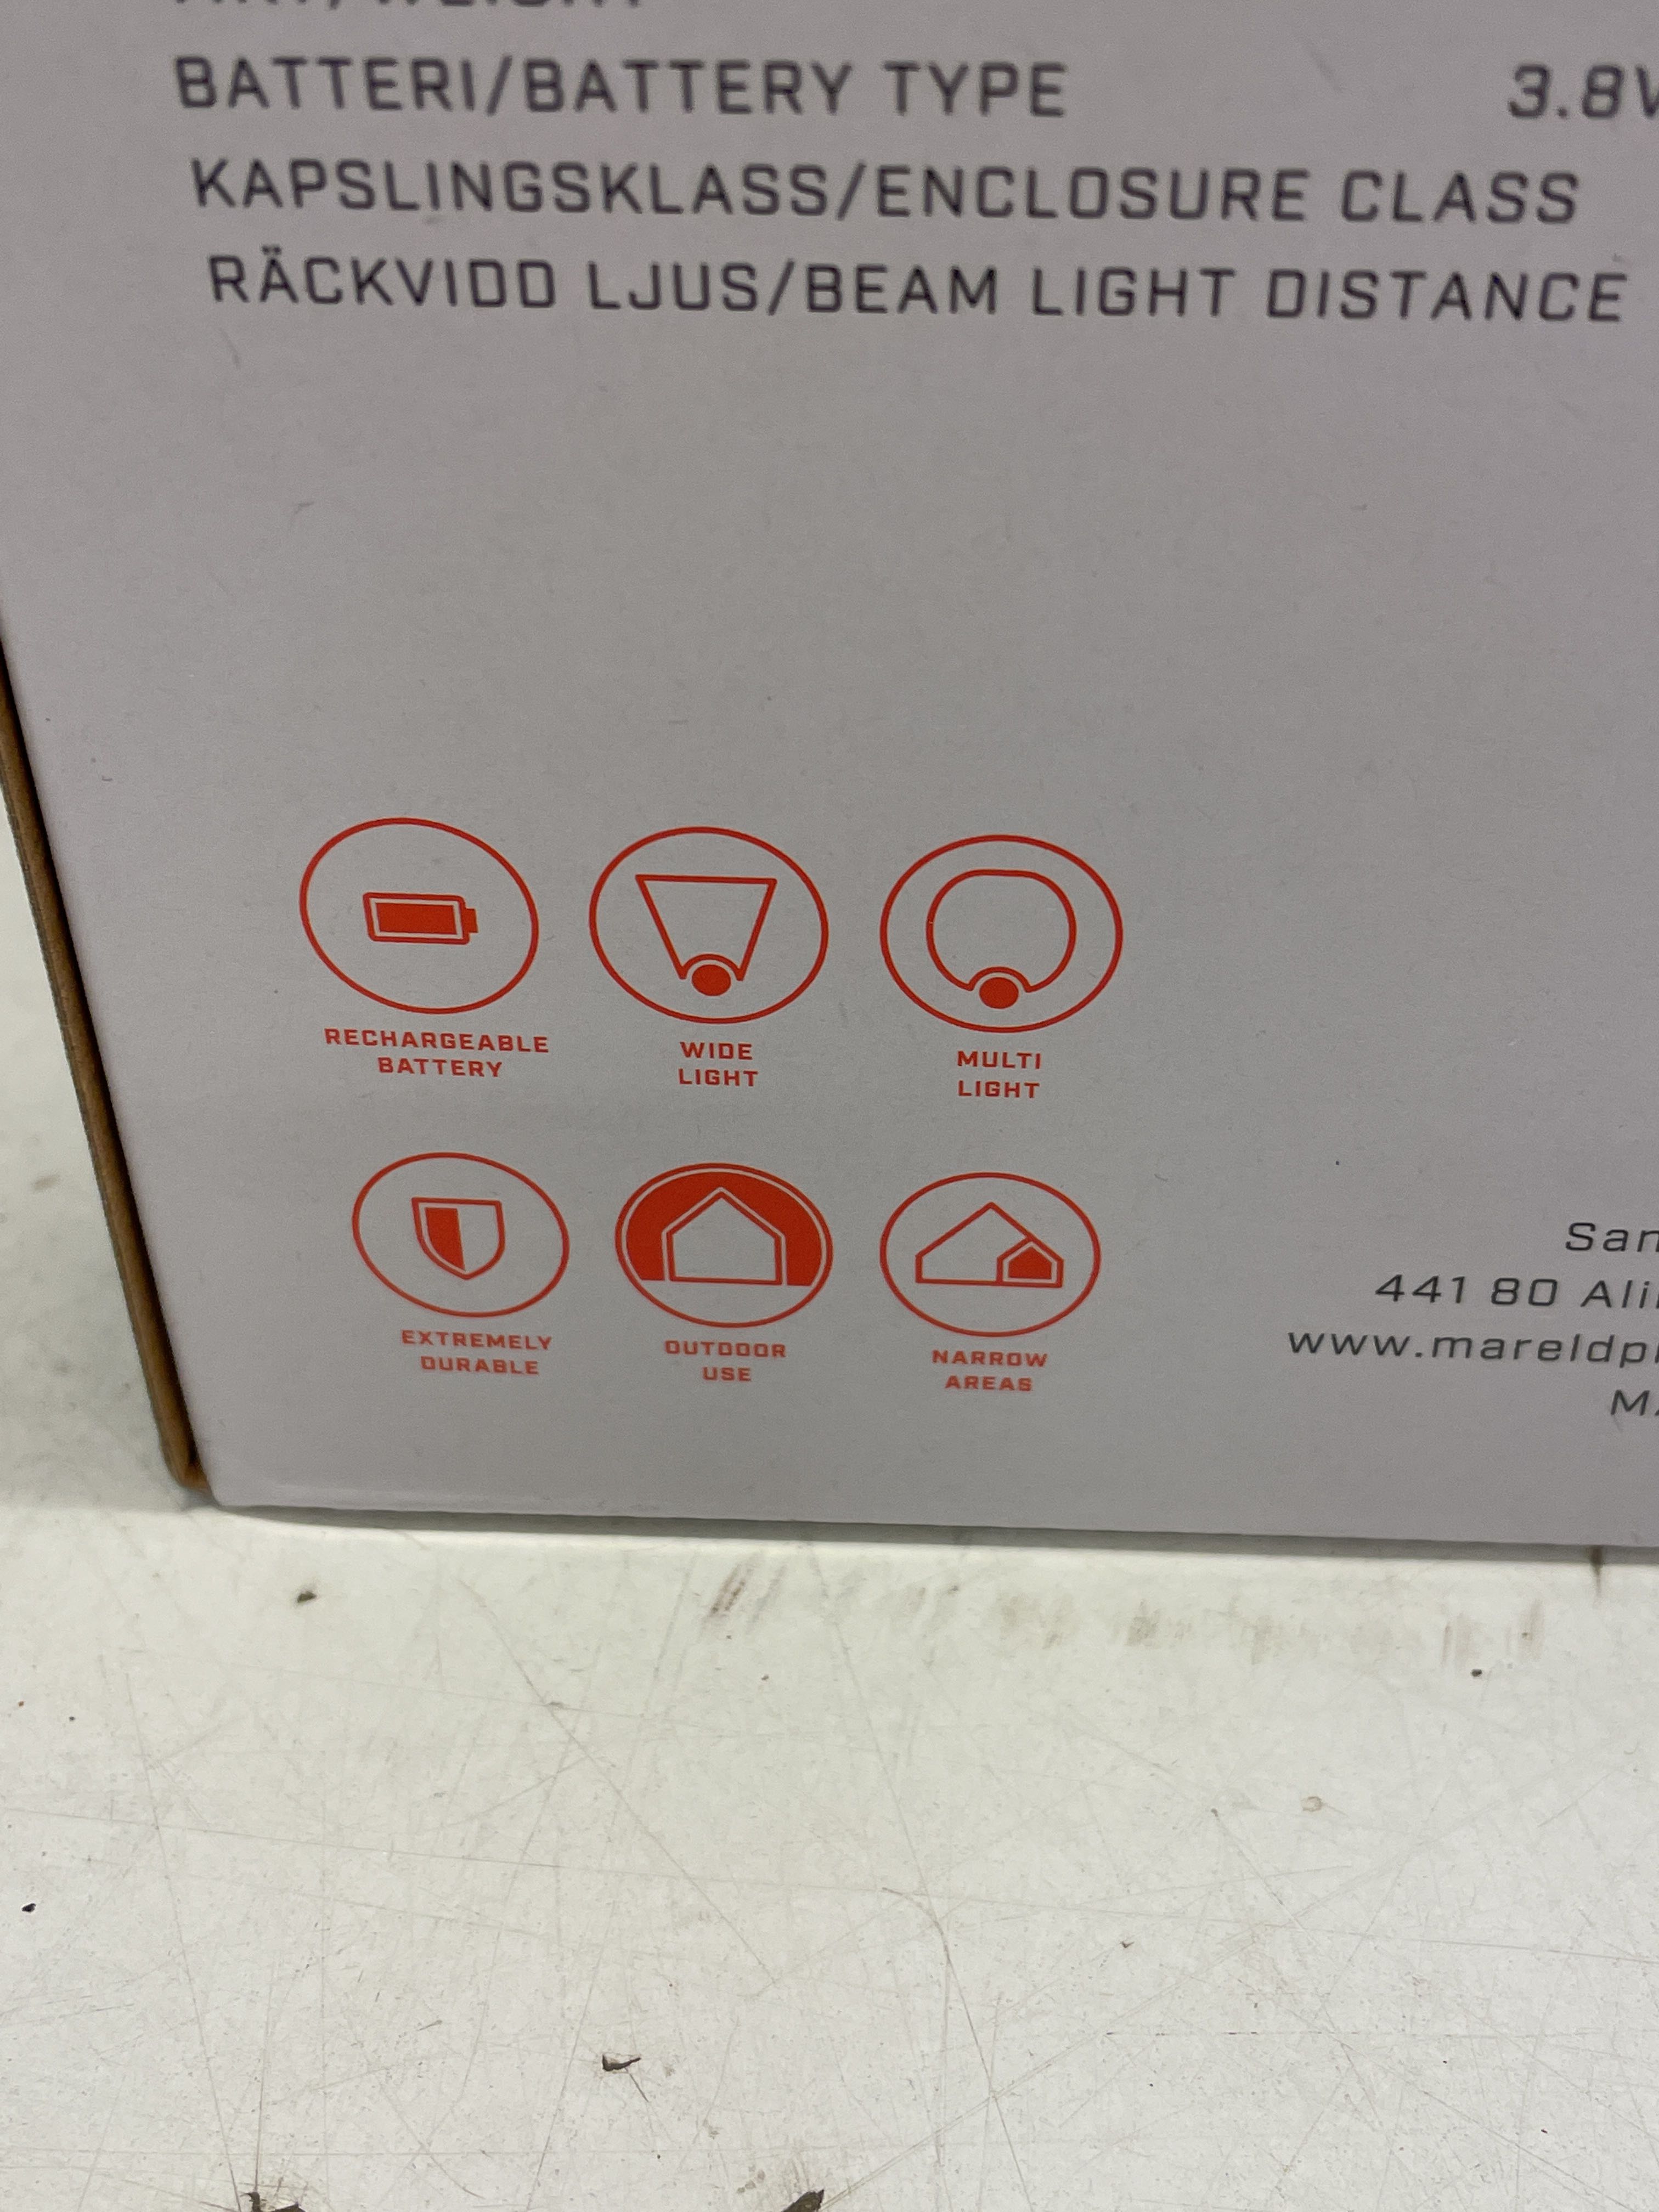 BATTERI/BATTERY TYPE 3.8V
KAPSLINGSKLASS/ENCLOSURE CLASS
RÄCKVIDD LJUS/BEAM LIGHT DISTANCE
RECHARGEABLE
BATTERY
WIDE
LIGHT
MULTI
LIGHT
EXTREMELY
DURABLE
OUTDOOR
USE
NARROW
AREAS
441 80